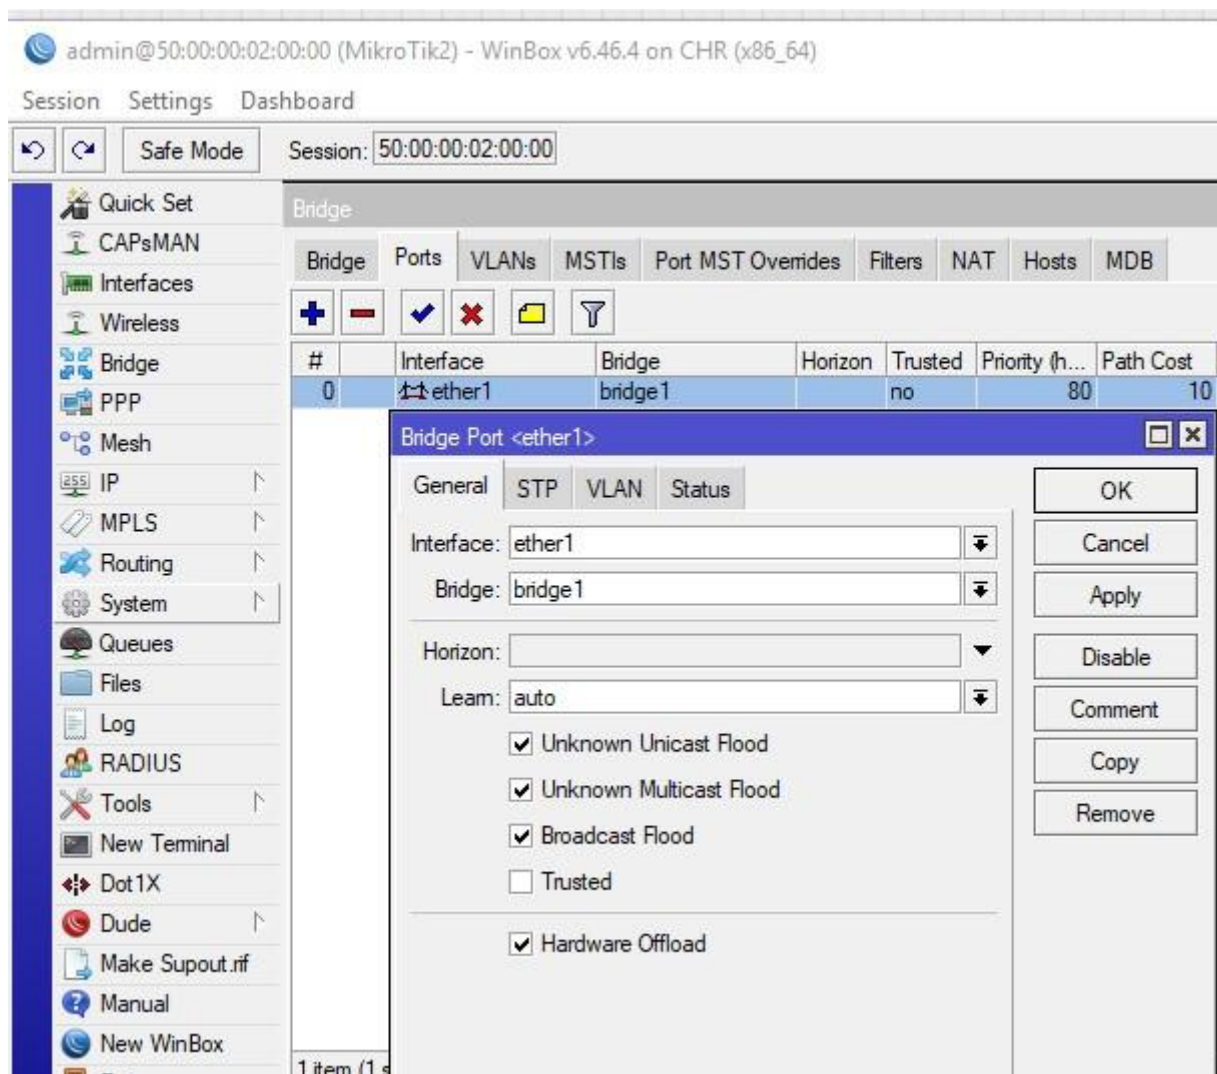 admin@50:00:00:02:00:00 (MikroTik2) - WinBox v6.46.4 on CHR (x86_64)
Session Settings Dashboard
Safe Mode Session: 50:00:00:02:00:00
Quick Set
CAPsMAN
Interfaces
Wireless
Bridge
PPP
Mesh
255 IP
MPLS
Routing
System
Queues
Files
Log
RADIUS
Tools
New Terminal
Dot1X
Dude
Make Supout.rif
Manual
New WinBox
Bridge
Bridge Ports VLANs MSTIs Port MST Overrides Filters NAT Hosts MDB
# Interface Bridge Horizon Trusted Priority (h... Path Cost
0 ether1 bridge1 no 80 10
Bridge Port <ether1>
General STP VLAN Status
Interface: ether1
Bridge: bridge1
Horizon:
Learn: auto
Unknown Unicast Flood
Unknown Multicast Flood
Broadcast Flood
Trusted
Hardware Offload
OK
Cancel
Apply
Disable
Comment
Copy
Remove
1 item (1 s